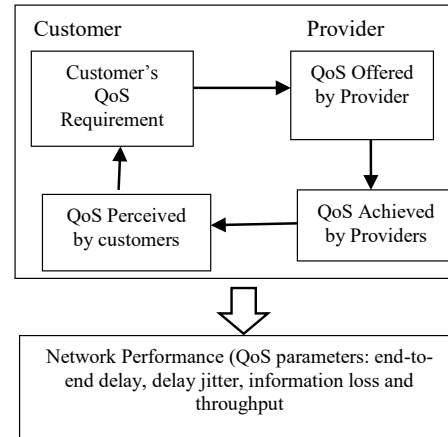 Customer
Provider
Customer’s
QoS
Requirement
QoS Offered
by Provider
QoS Perceived
by customers
QoS Achieved
by Providers
Network Performance (QoS parameters: end-to-
end delay, delay jitter, information loss and
throughput